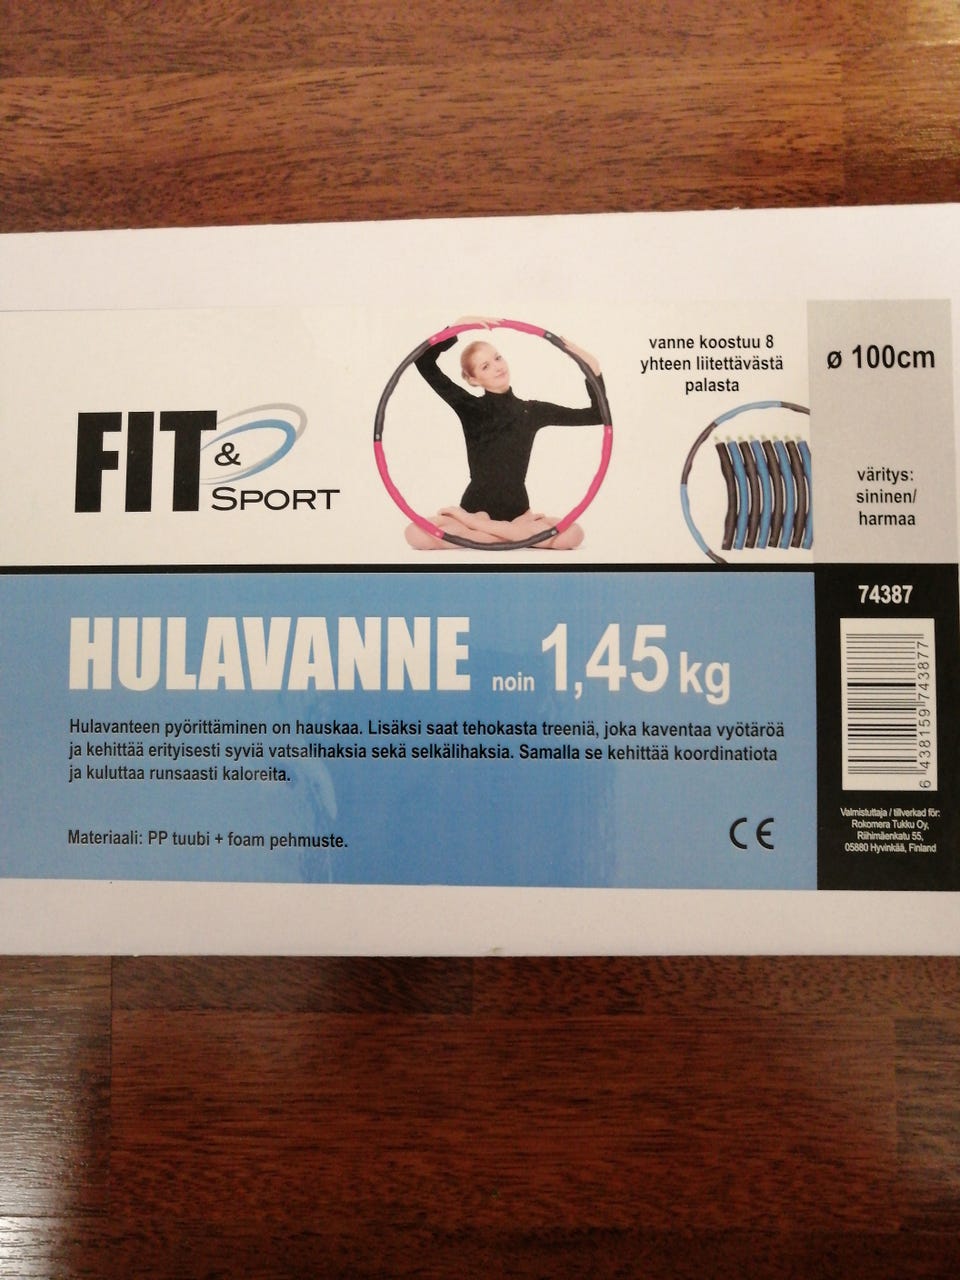 FIT
&
SPORT
vanne koostuu 8
yhteen liitettävästä
palasta
ø 100cm
väritys:
sininen/
harmaa
HULAVANNE noin 1,45 kg
Hulavanteen pyörittäminen on hauskaa. Lisäksi saat tehokasta treeniä, joka kaventaa vyötäröä
ja kehittää erityisesti syviä vatsalihaksia sekä selkälihaksia. Samalla se kehittää koordinatiota
ja kuluttaa runsaasti kaloreita.
Materiaali: PP tuubi + foam pehmuste.
CE
74387
6 438159 743877
Valmistuttaja / tillverkad för:
Rokomera Tukku Oy,
Riihimäenkatu 55,
05880 Hyvinkää, Finland